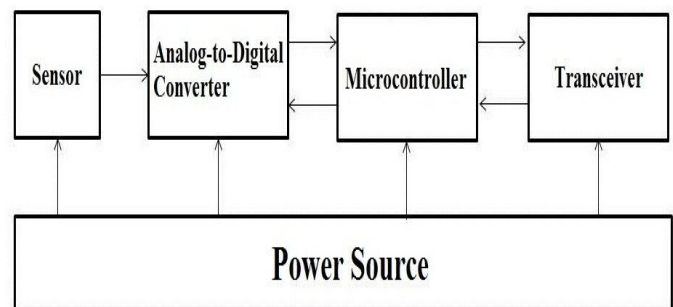 Sensor
Analog-to-Digital
Converter
Microcontroller
Transceiver
Power Source